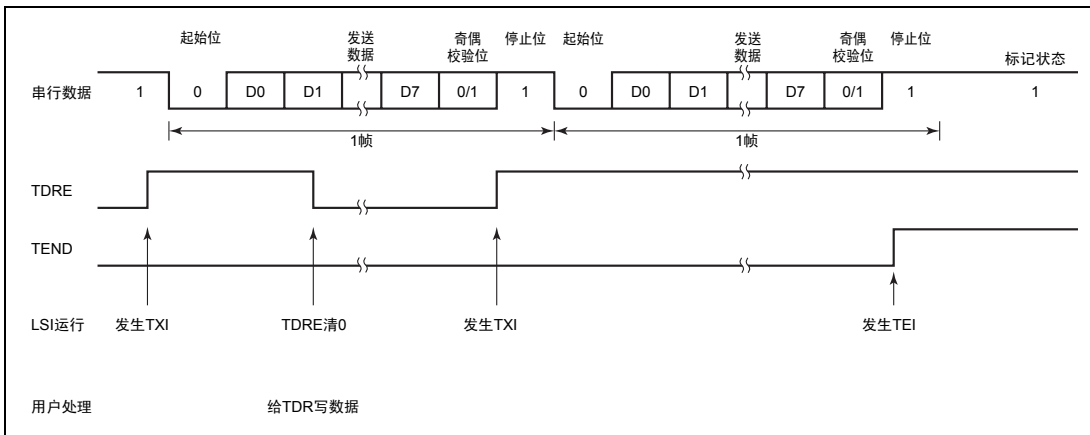 起始位 发送数据 奇偶校验位 停止位 起始位 发送数据 奇偶校验位 停止位 标记状态
串行数据 1 0 D0 D1 D7 0/1 1 0 D0 D1 D7 0/1 1 1
1帧 1帧
TDRE
TEND
LSI运行 发生TXI TDRE清0 发生TXI 发生TEI
用户处理 给TDR写数据